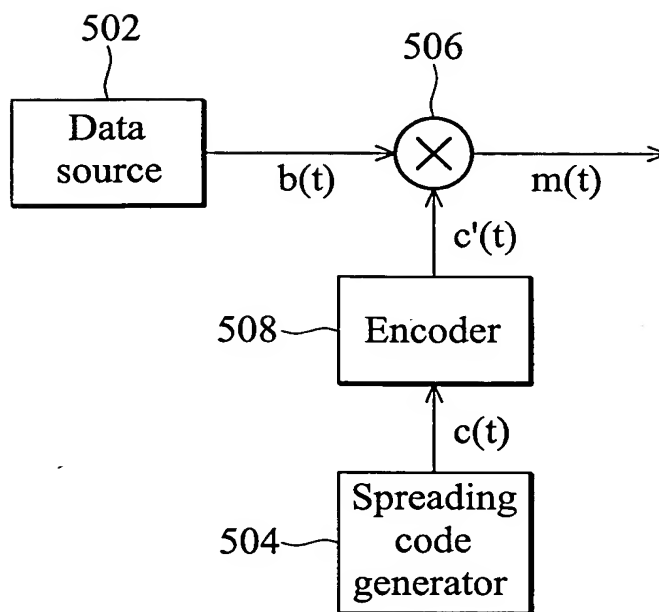 502
506
Data
source
b(t)
m(t)
c'(t)
508
Encoder
c(t)
504
Spreading
code
generator